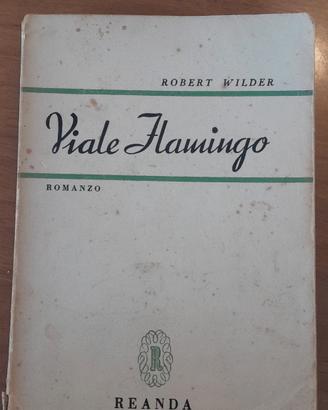 ROBERT WILDER
Viale Flamingo
ROMANZO
R
REANDA